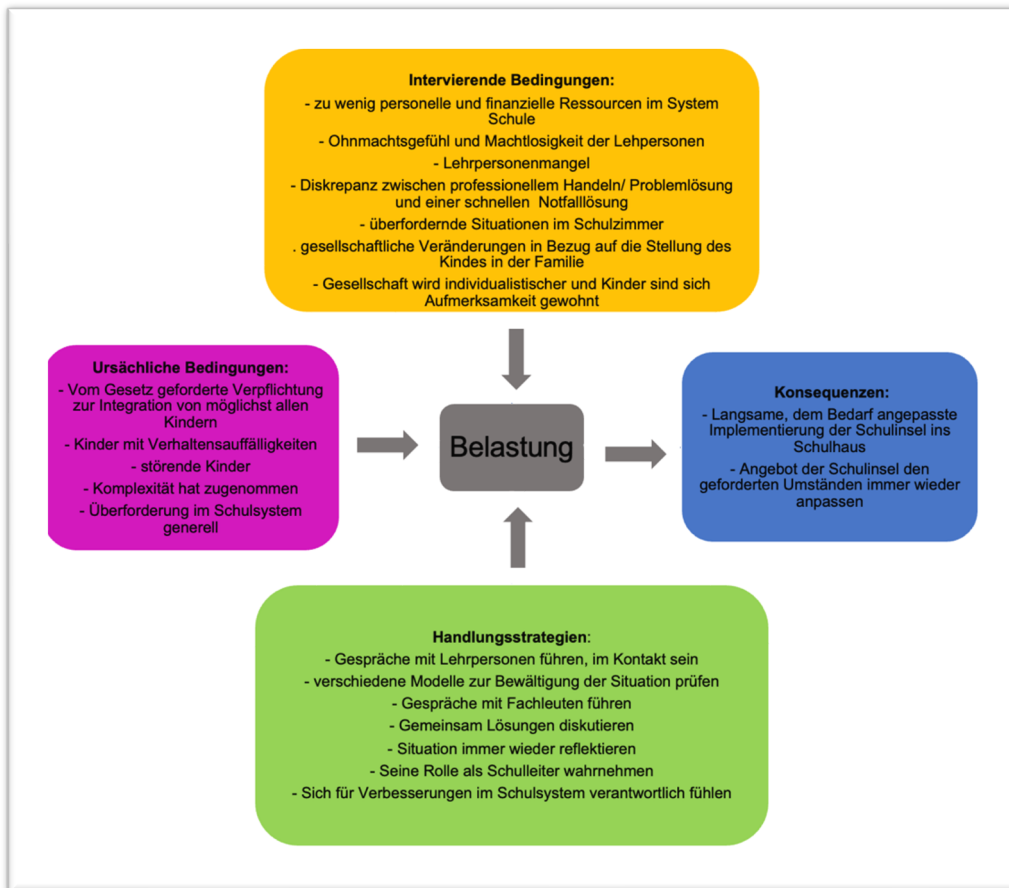 Intervierende Bedingungen:
- zu wenig personelle und finanzielle Ressourcen im System
Schule
- Ohnmachtsgefühl und Machtlosigkeit der Lehpersonen
- Lehrpersonenmangel
- Diskrepanz zwischen professionellem Handeln/ Problemlösung
und einer schnellen Notfalllösung
- überfordernde Situationen im Schulzimmer
. gesellschaftliche Veränderungen in Bezug auf die Stellung des
Kindes in der Familie
- Gesellschaft wird individualistischer und Kinder sind sich
Aufmerksamkeit gewohnt
Ursächliche Bedingungen:
- Vom Gesetz geforderte Verpflichtung
zur Integration von möglichst allen
Kindern
- Kinder mit Verhaltensauffälligkeiten
- störende Kinder
- Komplexität hat zugenommen
- Überforderung im Schulsystem
generell
Belastung
Konsequenzen:
- Langsame, dem Bedarf angepasste
Implementierung der Schulinsel ins
Schulhaus
- Angebot der Schulinsel den
geforderten Umständen immer wieder
anpassen
Handlungsstrategien:
- Gespräche mit Lehrpersonen führen, im Kontakt sein
- verschiedene Modelle zur Bewältigung der Situation prüfen
- Gespräche mit Fachleuten führen
- Gemeinsam Lösungen diskutieren
- Situation immer wieder reflektieren
- Seine Rolle als Schulleiter wahrnehmen
- Sich für Verbesserungen im Schulsystem verantwortlich fühlen